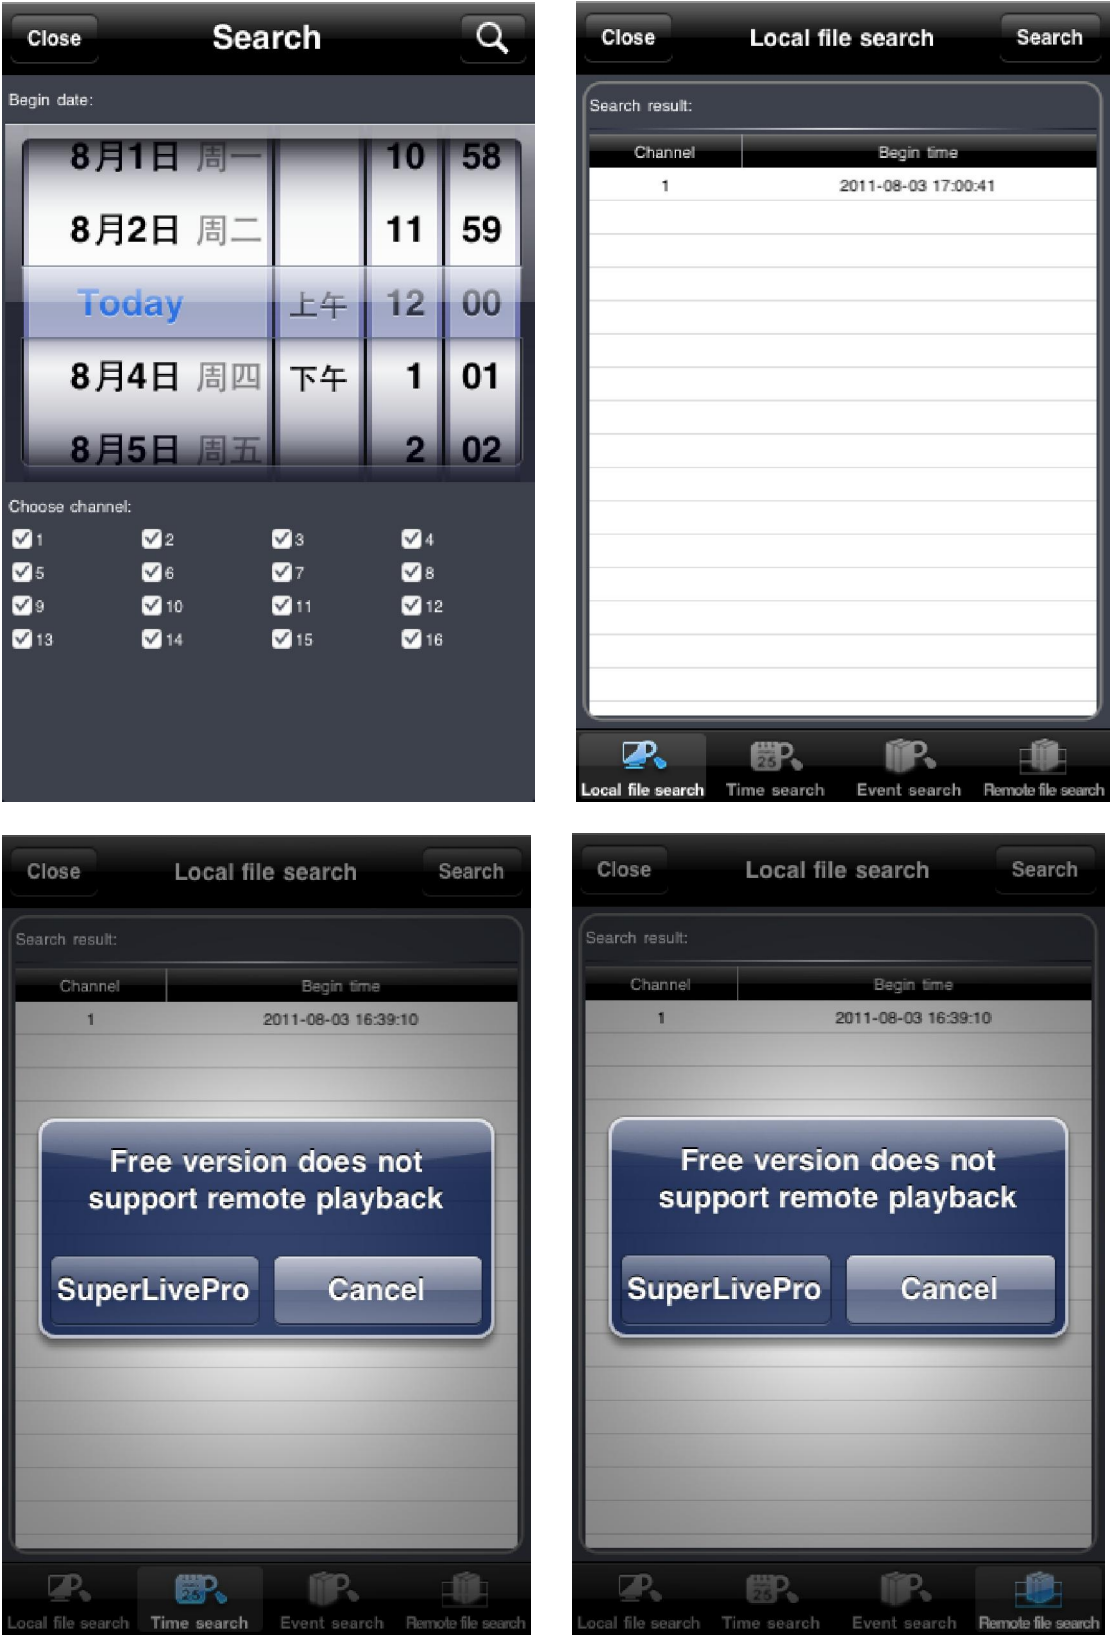 Close
Search
Begin date:
8月1日 周一 10 58
8月2日 周二 11 59
Today 上午 12 00
8月4日 周四 下午 1 01
8月5日 周五 2 02
Choose channel:
1 2 3 4
5 6 7 8
9 10 11 12
13 14 15 16
Close
Local file search
Search
Search result:
Channel Begin time
1 2011-08-03 17:00:41
25
Local file search Time search Event search Remote file search
Close
Local file search
Search
Search result:
Channel Begin time
1 2011-08-03 16:39:10
Free version does not
support remote playback
SuperLivePro Cancel
25
Local file search Time search Event search Remote file search
Close
Local file search
Search
Search result:
Channel Begin time
1 2011-08-03 16:39:10
Free version does not
support remote playback
SuperLivePro Cancel
25
Local file search Time search Event search Remote file search